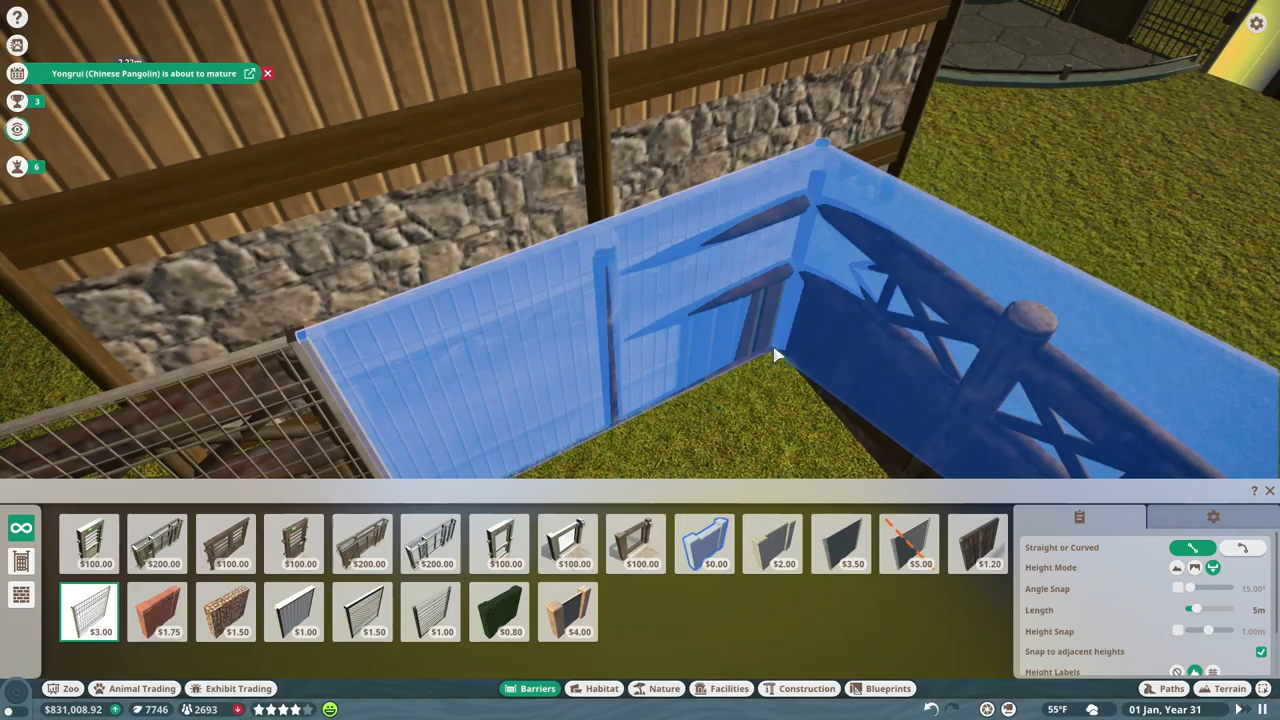 2.22m
Yongrui (Chinese Pangolin) is about to mature
3
6
?
$100.00 $200.00 $100.00 $100.00 $200.00 $200.00 $100.00 $100.00 $100.00 $0.00 $2.00 $3.50 $5.00 $1.20
$3.00 $1.75 $1.50 $1.00 $1.50 $1.00 $0.80 $4.00
Straight or Curved
Height Mode
Angle Snap 15.00°
Length 5m
Height Snap 1.00m
Snap to adjacent heights
Height Labels
Zoo Animal Trading Exhibit Trading Barriers Habitat Nature Facilities Construction Blueprints Paths Terrain
$831,008.92 7746 2693 55°F 01 Jan, Year 31